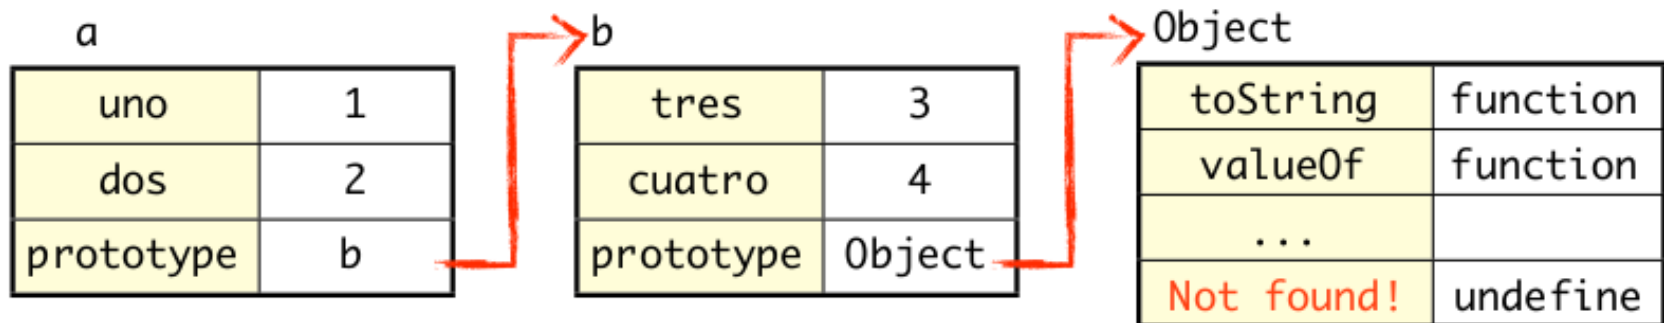 a
uno 1
dos 2
prototype b
b
tres 3
cuatro 4
prototype Object
Object
toString function
valueOf function
...
Not found! undefine